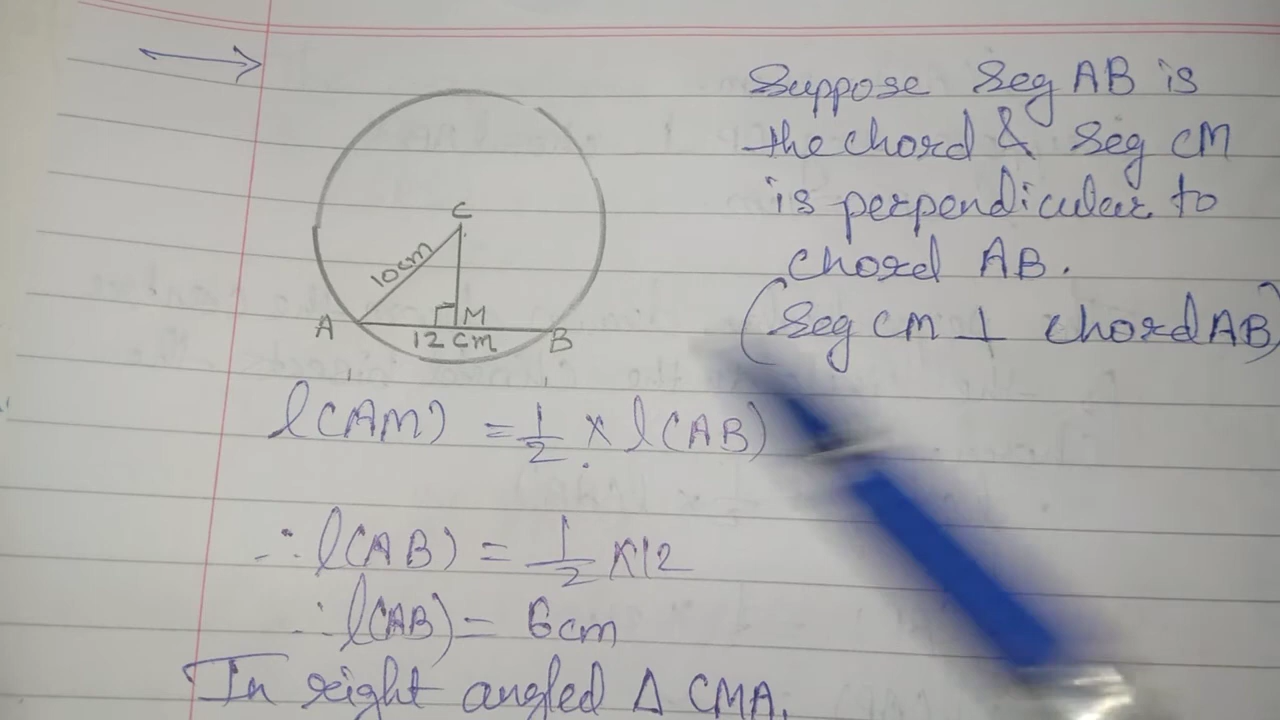 Suppose seg AB is
the chord & seg CM
is perpendicular to
chord AB.
(seg CM ⊥ chord AB)
C
10cm
A
M
12 cm
B
l(AM) = 1/2 × l(AB)
∴ l(AB) = 1/2 × 12
∴ l(AB) = 6cm
In right angled Δ CMA,